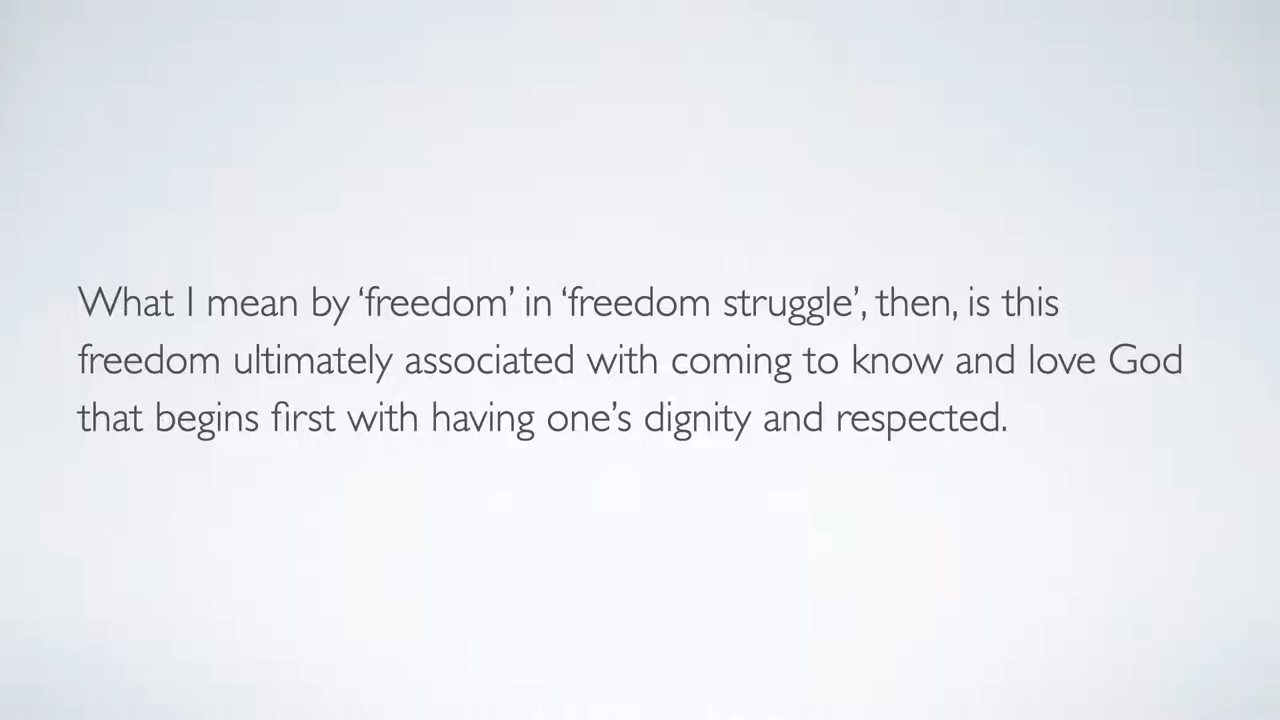 What I mean by ‘freedom’ in ‘freedom struggle’, then, is this
freedom ultimately associated with coming to know and love God
that begins first with having one’s dignity and respected.